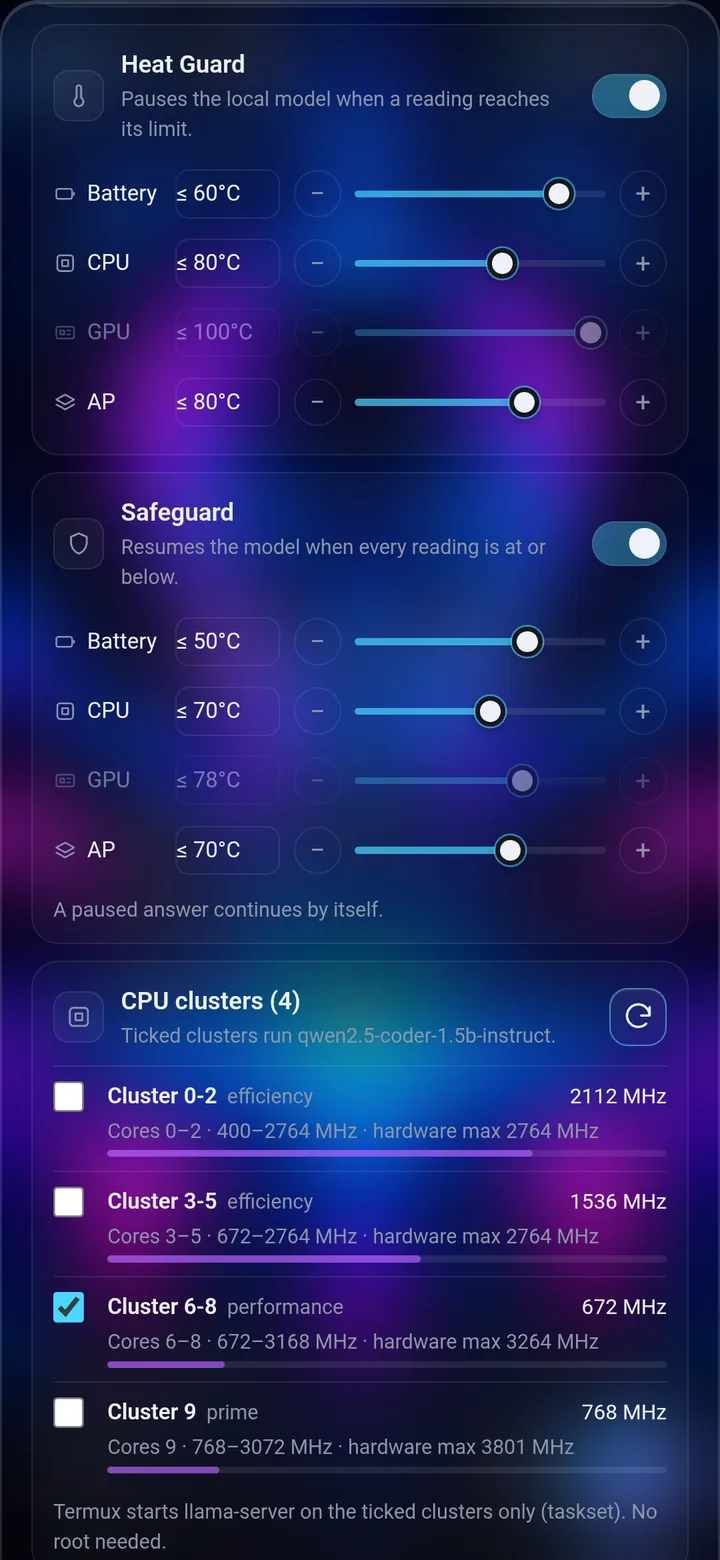 Heat Guard
Pauses the local model when a reading reaches
its limit.
Battery ≤ 60°C − +
CPU ≤ 80°C − +
GPU ≤ 100°C − +
AP ≤ 80°C − +
Safeguard
Resumes the model when every reading is at or
below.
Battery ≤ 50°C − +
CPU ≤ 70°C − +
GPU ≤ 78°C − +
AP ≤ 70°C − +
A paused answer continues by itself.
CPU clusters (4)
Ticked clusters run qwen2.5-coder-1.5b-instruct.
Cluster 0-2 efficiency 2112 MHz
Cores 0–2 · 400–2764 MHz · hardware max 2764 MHz
Cluster 3-5 efficiency 1536 MHz
Cores 3–5 · 672–2764 MHz · hardware max 2764 MHz
Cluster 6-8 performance 672 MHz
Cores 6–8 · 672–3168 MHz · hardware max 3264 MHz
Cluster 9 prime 768 MHz
Cores 9 · 768–3072 MHz · hardware max 3801 MHz
Termux starts llama-server on the ticked clusters only (taskset). No
root needed.